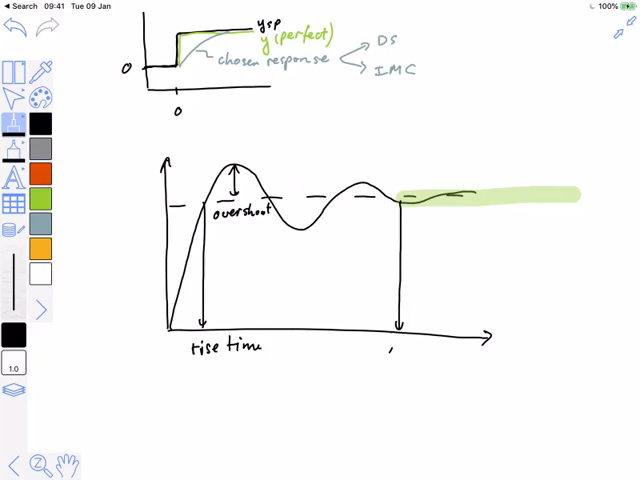 Search 09:41 Tue 09 Jan
100%
ysp
y (perfect)
0
chosen response
DS
IMC
0
overshoot
rise time
1.0